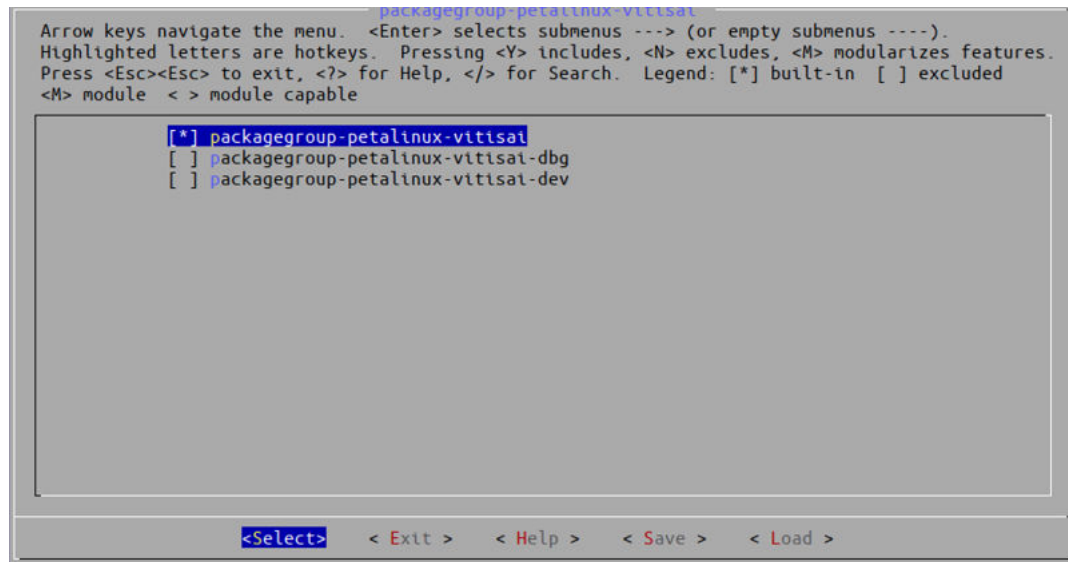 packagegroup-petalinux-vitisai
Arrow keys navigate the menu. <Enter> selects submenus ---> (or empty submenus ----).
Highlighted letters are hotkeys. Pressing <Y> includes, <N> excludes, <M> modularizes features.
Press <Esc><Esc> to exit, <?> for Help, </> for Search. Legend: [*] built-in [ ] excluded
<M> module < > module capable
[*] packagegroup-petalinux-vitisai
[ ] packagegroup-petalinux-vitisai-dbg
[ ] packagegroup-petalinux-vitisai-dev
<Select> < Exit > < Help > < Save > < Load >